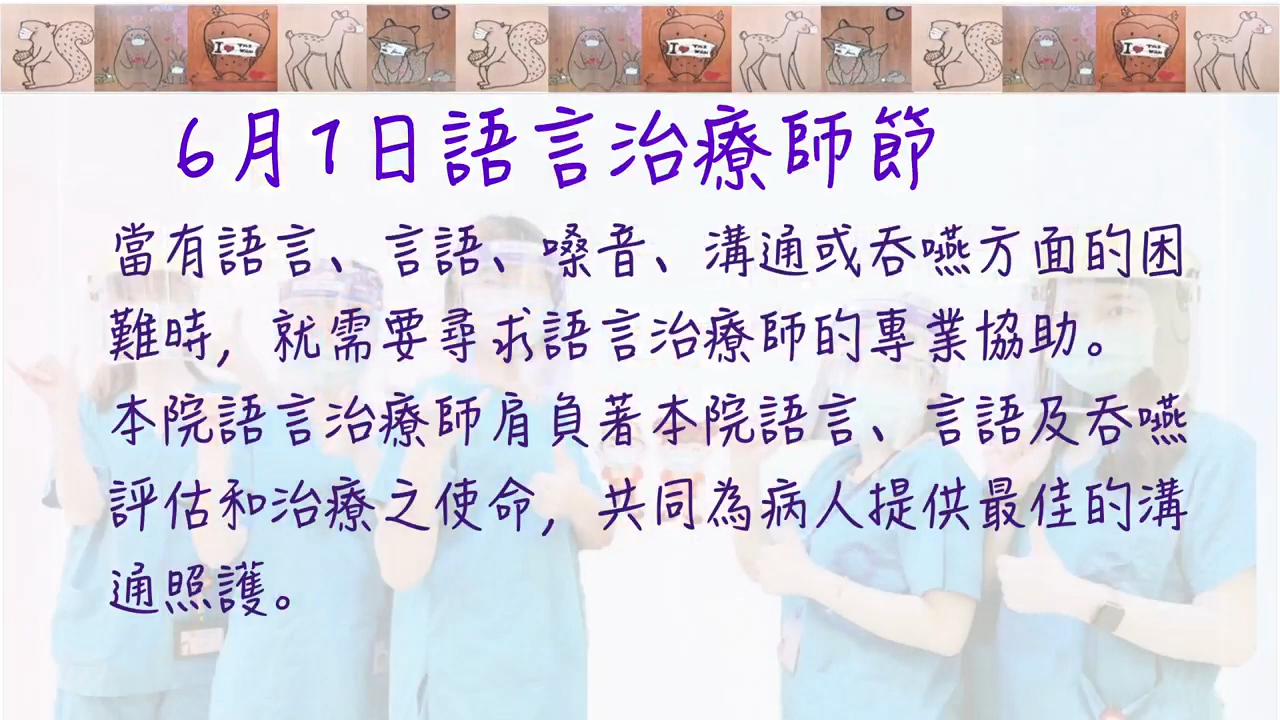 I ❤ TAIWAN
I ❤ TAIWAN
I ❤ TAIWAN
6月1日語言治療師節
當有語言、言語、嗓音、溝通或吞嚥方面的困
難時, 就需要尋求語言治療師的專業協助。
本院語言治療師肩負著本院語言、言語及吞嚥
評估和治療之使命, 共同為病人提供最佳的溝
通照護。